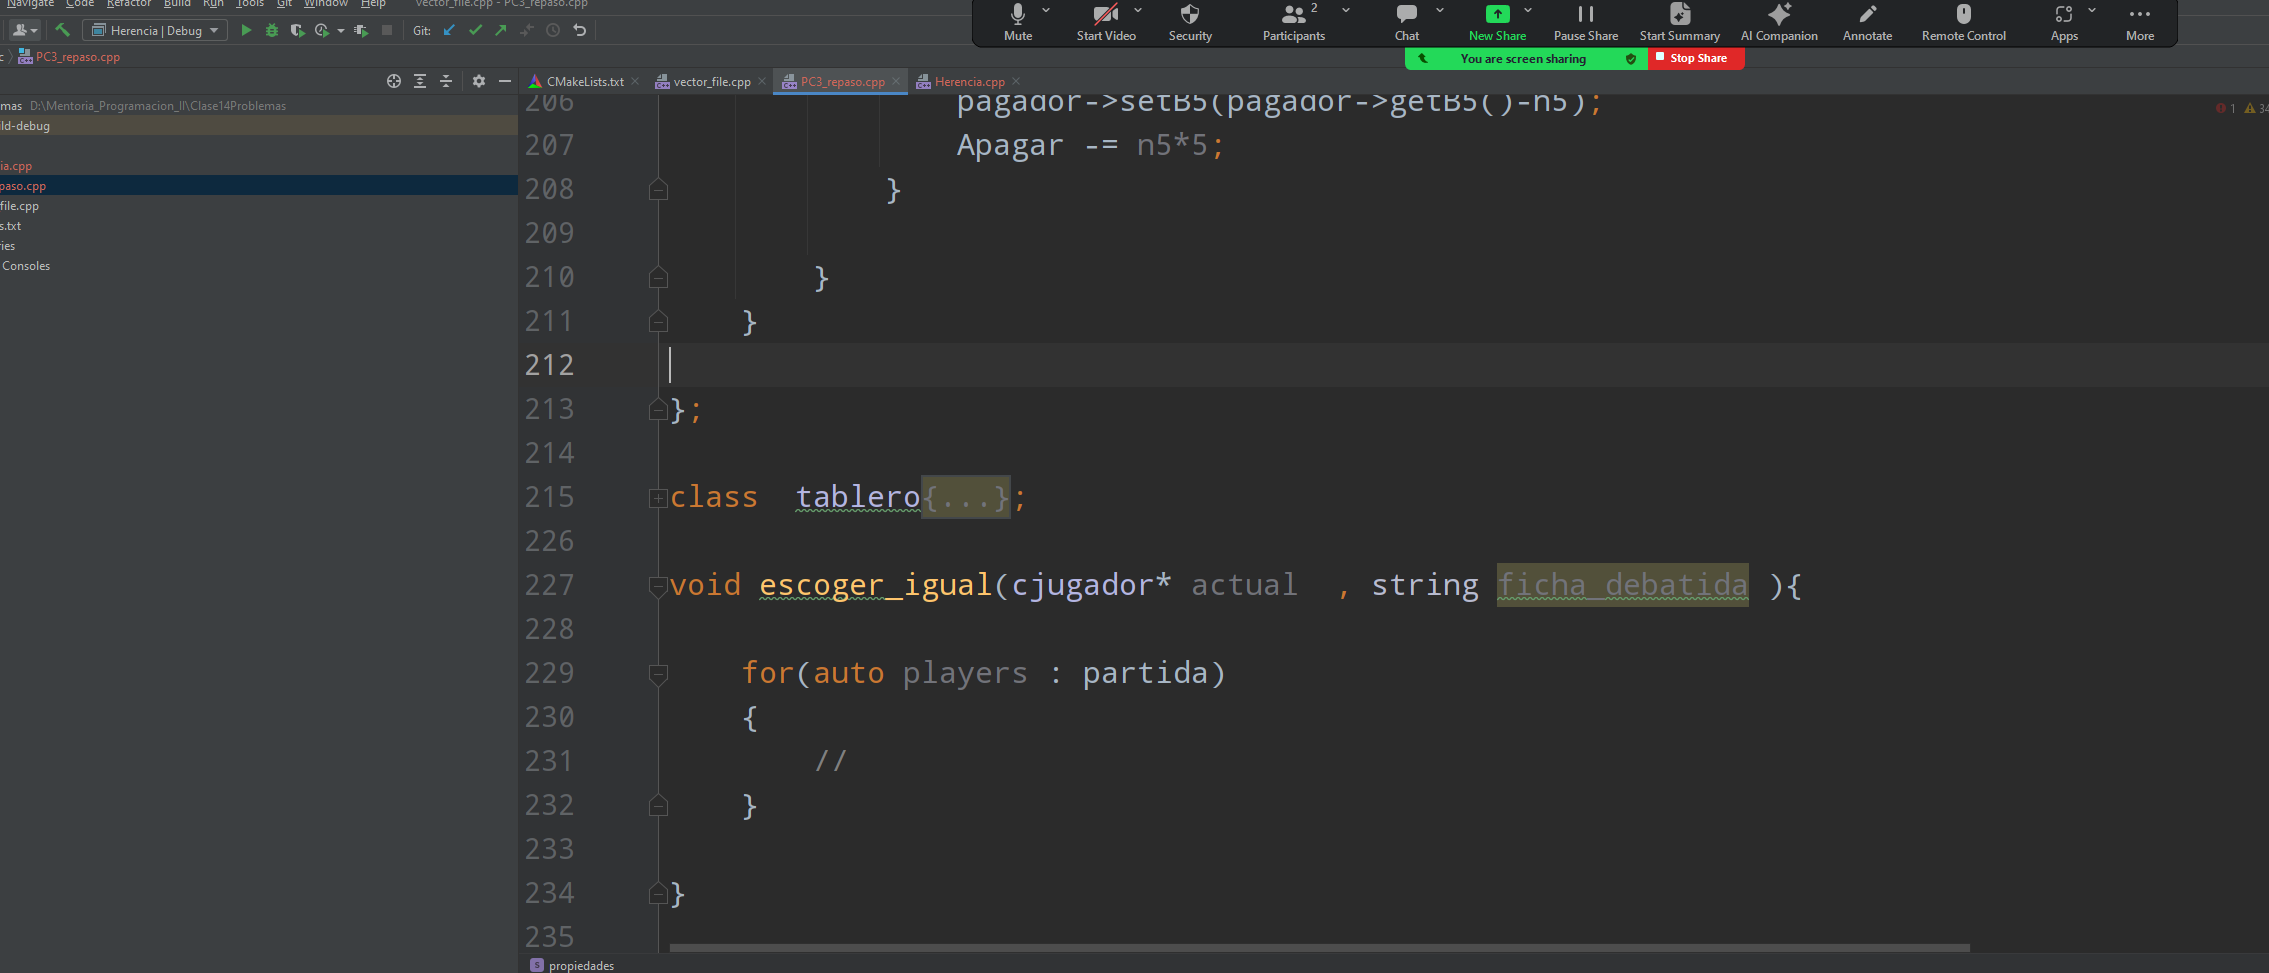 Navigate Code Refactor Build Run Tools Git Window Help vector_file.cpp - PC3_repaso.cpp
Herencia | Debug Git:
Mute Start Video Security Participants 2 Chat New Share Pause Share Start Summary AI Companion Annotate Remote Control Apps More
You are screen sharing Stop Share
c PC3_repaso.cpp
CMakeLists.txt vector_file.cpp PC3_repaso.cpp Herencia.cpp
mas D:\Mentoria_Programacion_II\Clase14Problemas
ild-debug
ia.cpp
paso.cpp
file.cpp
s.txt
ries
Consoles
1 34
206 pagador->setB5(pagador->getB5()-n5);
207 Apagar -= n5*5;
208 }
209
210 }
211 }
212
213 };
214
215 class tablero{...};
226
227 void escoger_igual(cjugador* actual , string ficha_debatida ){
228
229 for(auto players : partida)
230 {
231 //
232 }
233
234 }
235
S propiedades